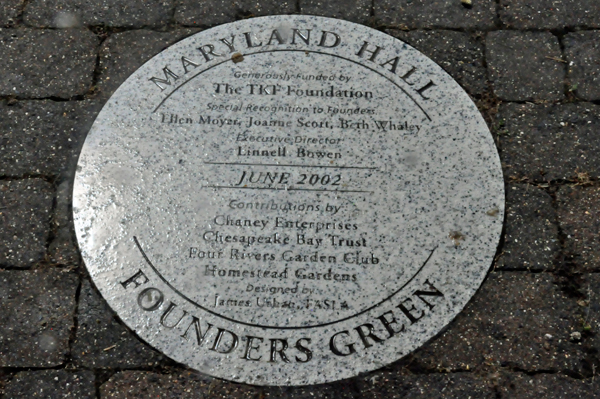 MARYLAND HALL
Generously Funded by
The TKF Foundation
Special Recognition to Founders
Ellen Moyer, Joanne Scott, Beth Whaley
Executive Director
Linnell Bowen
JUNE 2002
Contributions by
Chaney Enterprises
Chesapeake Bay Trust
Four Rivers Garden Club
Homestead Gardens
Designed by
James Urban, FASLA
FOUNDERS GREEN